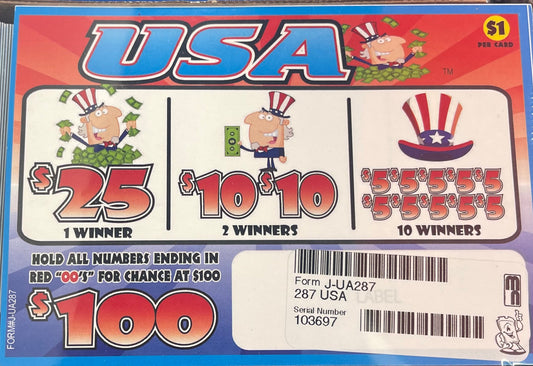 USA
TM
$1
PER CARD
$25
1 WINNER
$10 $10
2 WINNERS
$5 $5 $5 $5 $5
$5 $5 $5 $5 $5
10 WINNERS
HOLD ALL NUMBERS ENDING IN
RED "00'S" FOR CHANCE AT $100
$100
FORM# J-UA287
Form J-UA287
287 USA LABEL
Serial Number
103697